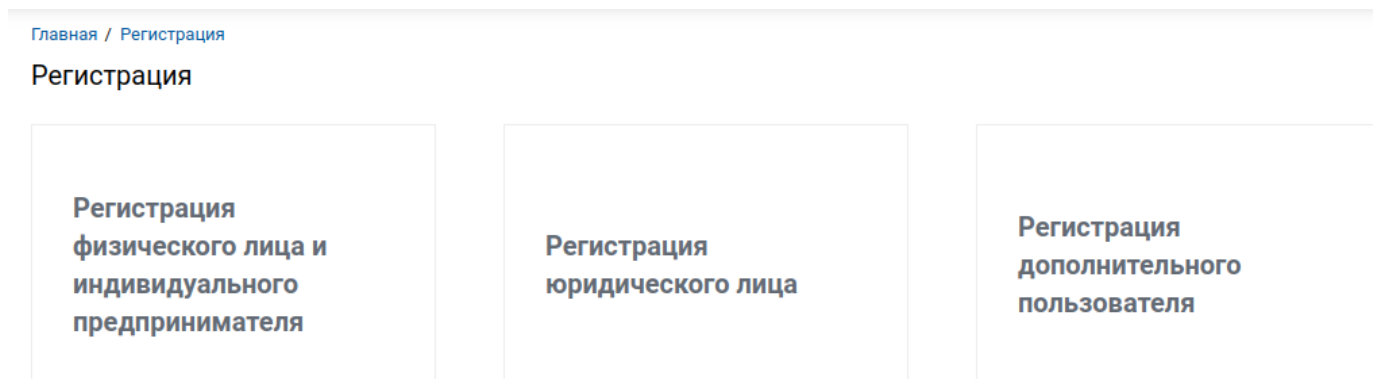 Главная / Регистрация
Регистрация
Регистрация
физического лица и
индивидуального
предпринимателя
Регистрация
юридического лица
Регистрация
дополнительного
пользователя